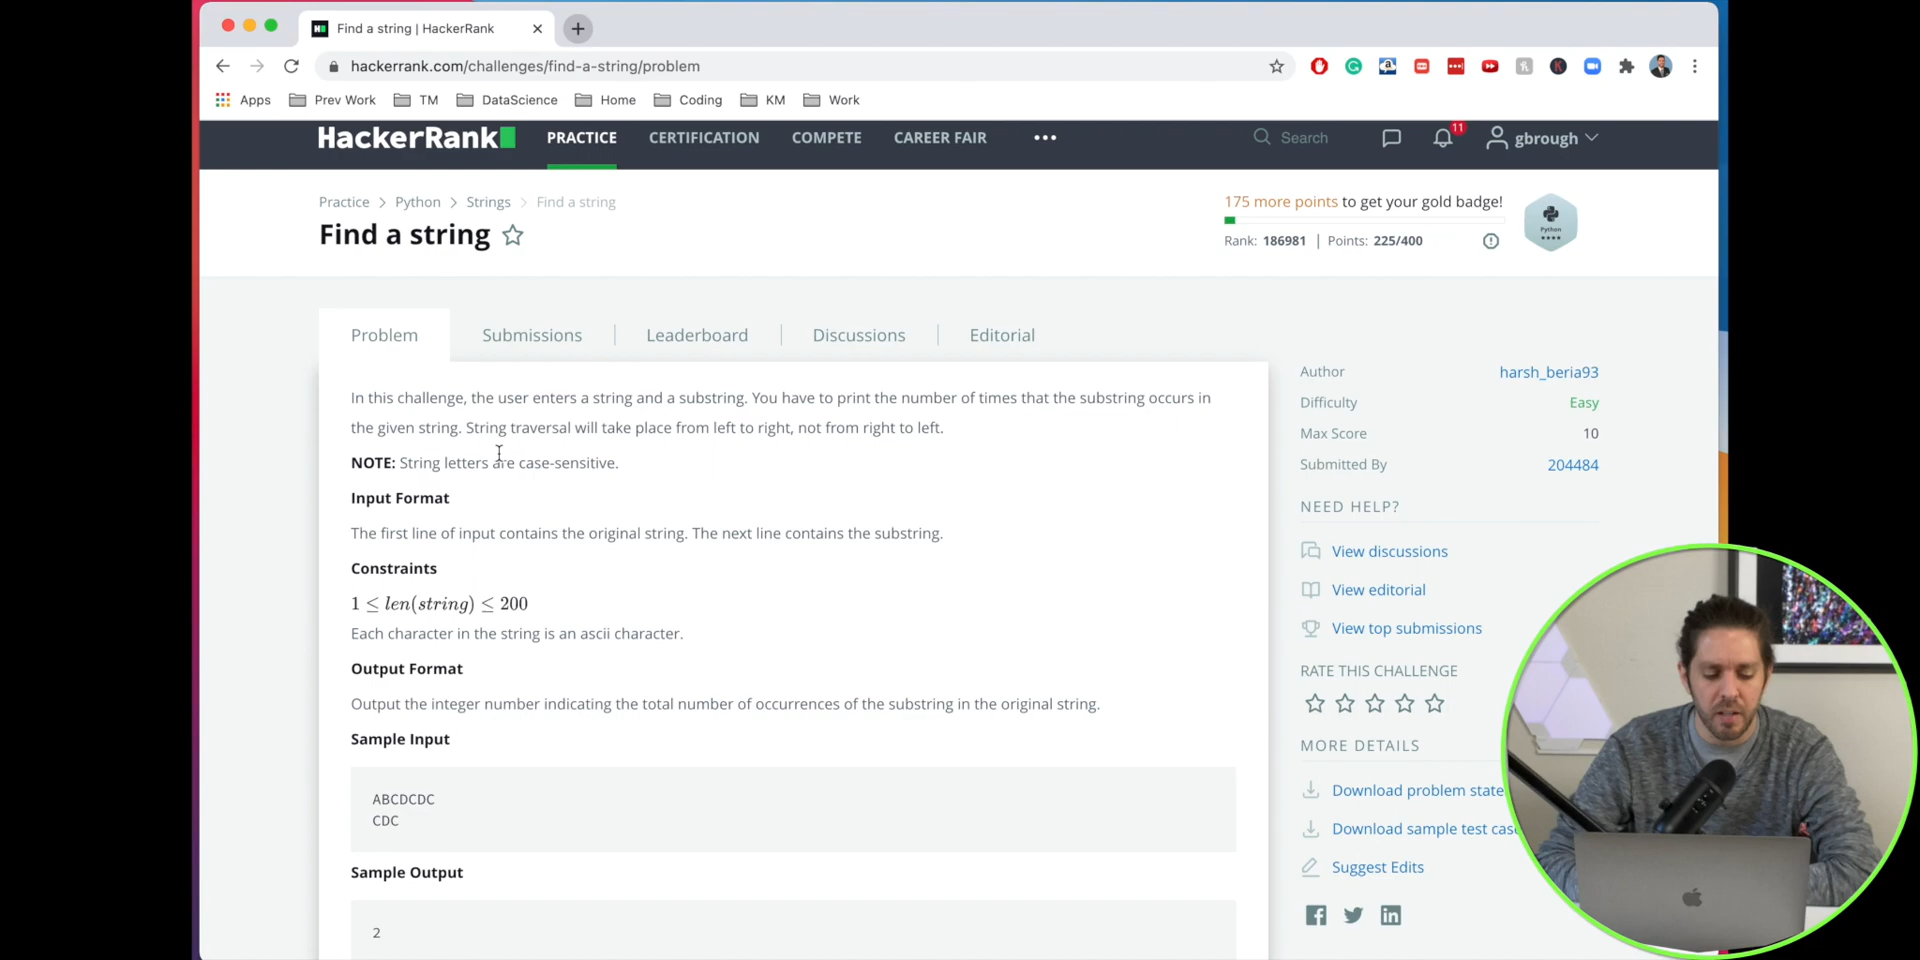 Find a string | HackerRank
hackerrank.com/challenges/find-a-string/problem
Apps Prev Work TM DataScience Home Coding KM Work
HackerRank PRACTICE CERTIFICATION COMPETE CAREER FAIR ••• Search 11 gbrough
Practice > Python > Strings > Find a string
Find a string
175 more points to get your gold badge!
Rank: 186981 | Points: 225/400
Python
Problem Submissions Leaderboard Discussions Editorial
In this challenge, the user enters a string and a substring. You have to print the number of times that the substring occurs in
the given string. String traversal will take place from left to right, not from right to left.
NOTE: String letters are case-sensitive.
Input Format
The first line of input contains the original string. The next line contains the substring.
Constraints
1 ≤ len(string) ≤ 200
Each character in the string is an ascii character.
Output Format
Output the integer number indicating the total number of occurrences of the substring in the original string.
Sample Input
ABCDCDC
CDC
Sample Output
2
Author harsh_beria93
Difficulty Easy
Max Score 10
Submitted By 204484
NEED HELP?
View discussions
View editorial
View top submissions
RATE THIS CHALLENGE
MORE DETAILS
Download problem state
Download sample test cas
Suggest Edits